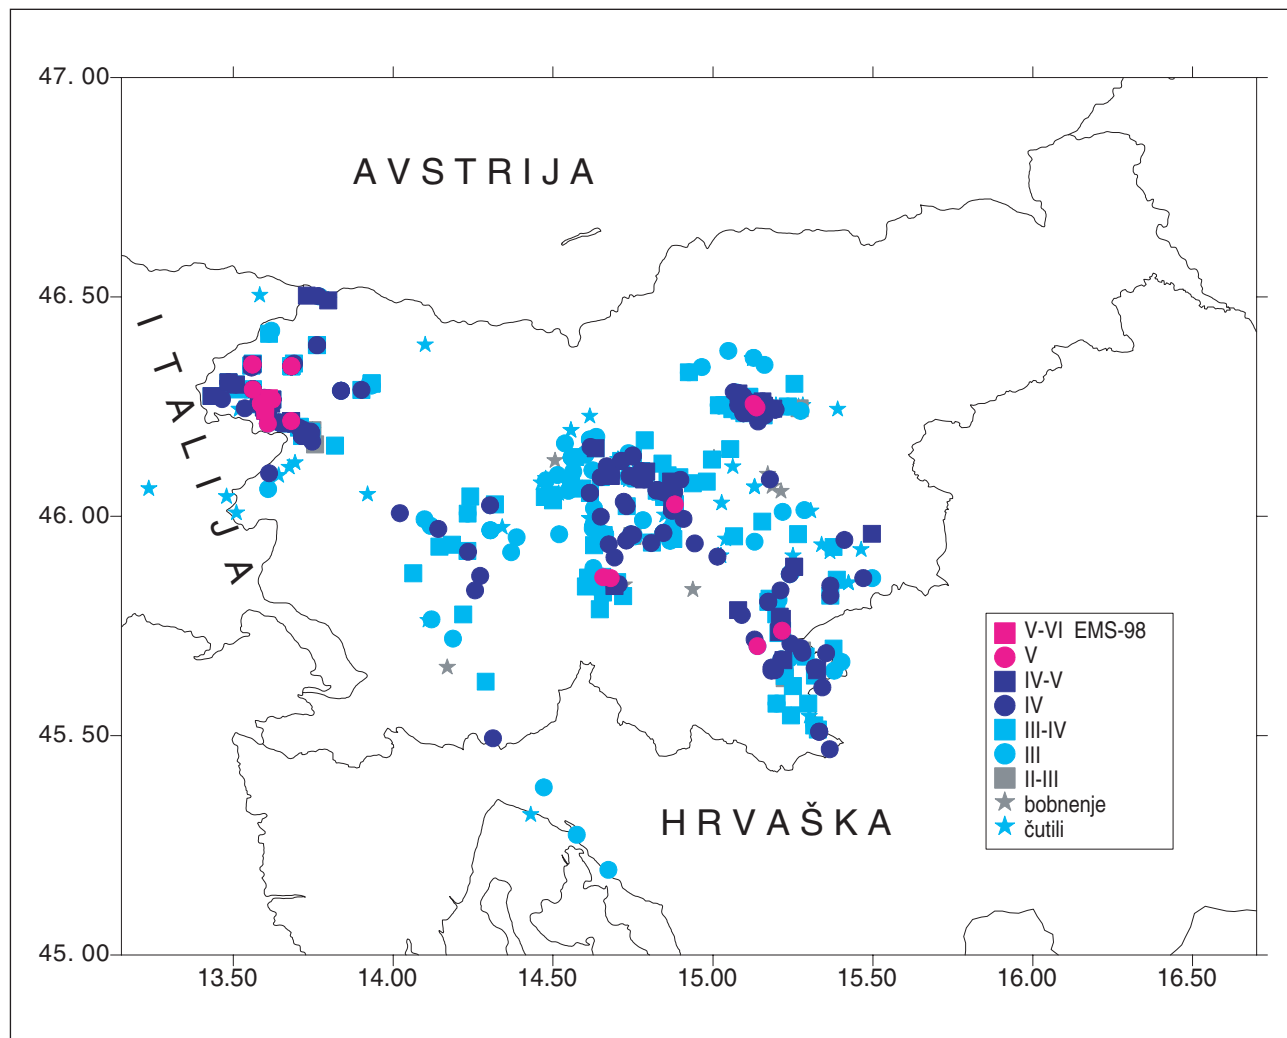 47. 00
46.50
46.00
45.50
45. 00
13.50 14.00 14.50 15.00 15.50 16.00 16.50
AVSTRIJA
ITALIJA
HRVAŠKA
V-VI EMS-98
V
IV-V
IV
III-IV
III
II-III
bobnenje
čutili